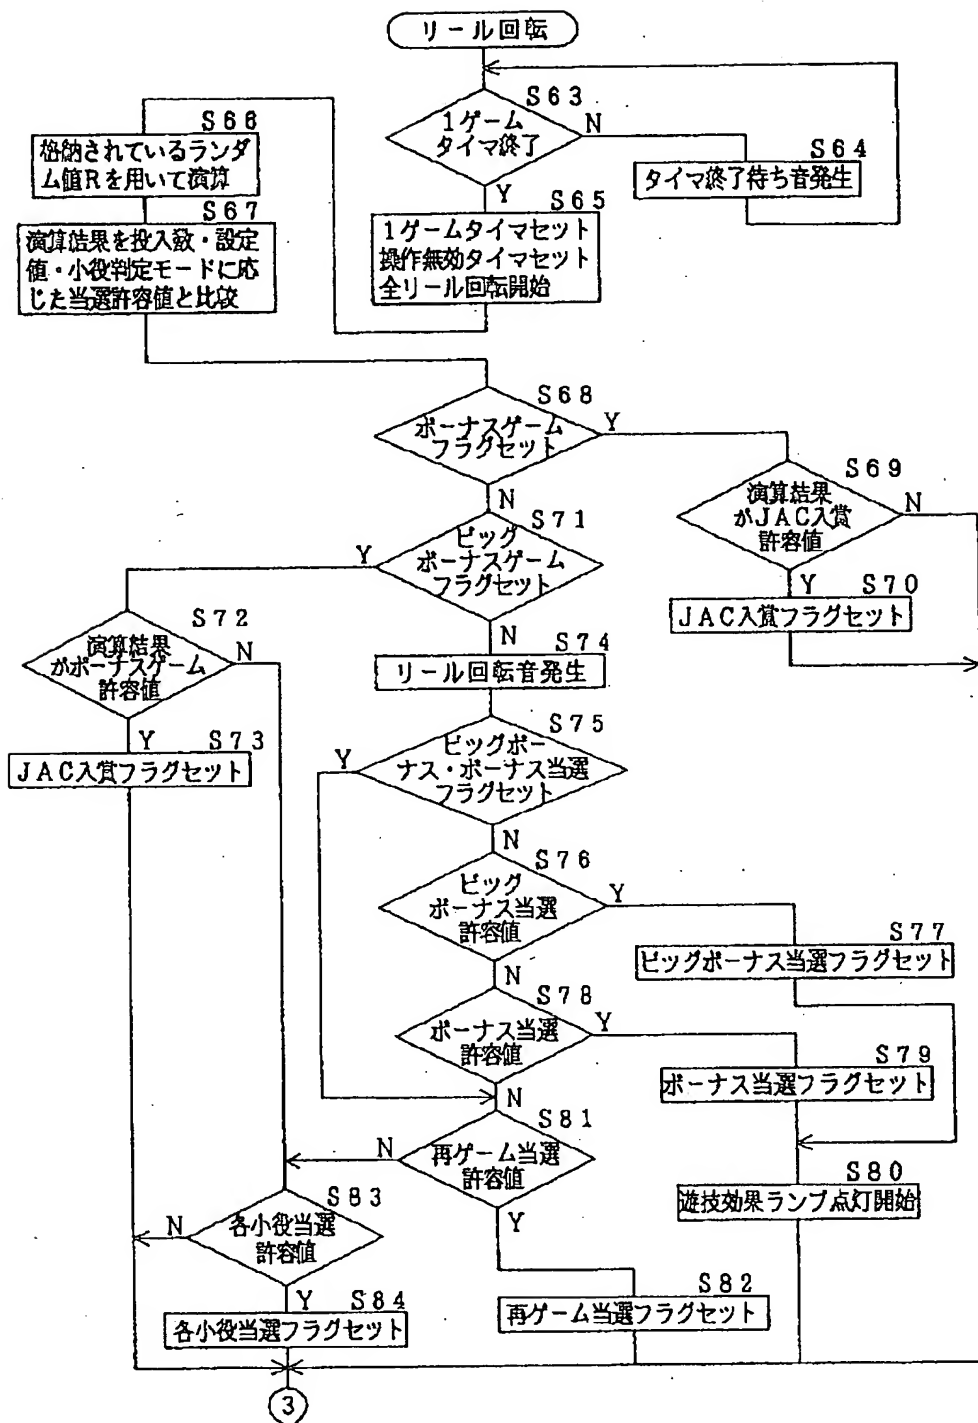 リール回転
S63
1ゲーム
タイマ終了
N
S64
タイマ終了待ち音発生
Y
S65
1ゲームタイマセット
操作無効タイマセット
全リール回転開始
S66
格納されているランダ
ム値Rを用いて演算
S67
演算結果を投入数・設定
値・小役判定モードに応
じた当選許容値と比較
S68
ボーナスゲーム
フラグセット
Y
N
S69
演算結果
がJAC入賞
許容値
N
Y
S70
JAC入賞フラグセット
S71
ビッグ
ボーナスゲーム
フラグセット
Y
N
S72
演算結果
がボーナスゲーム
許容値
N
Y
S73
JAC入賞フラグセット
S74
リール回転音発生
S75
ビッグボー
ナス・ボーナス当選
フラグセット
Y
N
S76
ビッグ
ボーナス当選
許容値
Y
N
S77
ビッグボーナス当選フラグセット
S78
ボーナス当選
許容値
Y
N
S79
ボーナス当選フラグセット
S80
遊技効果ランプ点灯開始
S81
再ゲーム当選
許容値
N
Y
S82
再ゲーム当選フラグセット
S83
各小役当選
許容値
N
Y
S84
各小役当選フラグセット
3